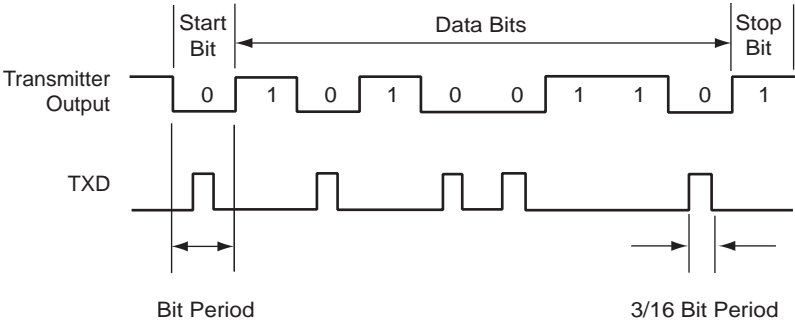 Start
Bit
Data Bits
Stop
Bit
Transmitter
Output
0 1 0 1 0 0 1 1 0 1
TXD
Bit Period
3/16 Bit Period